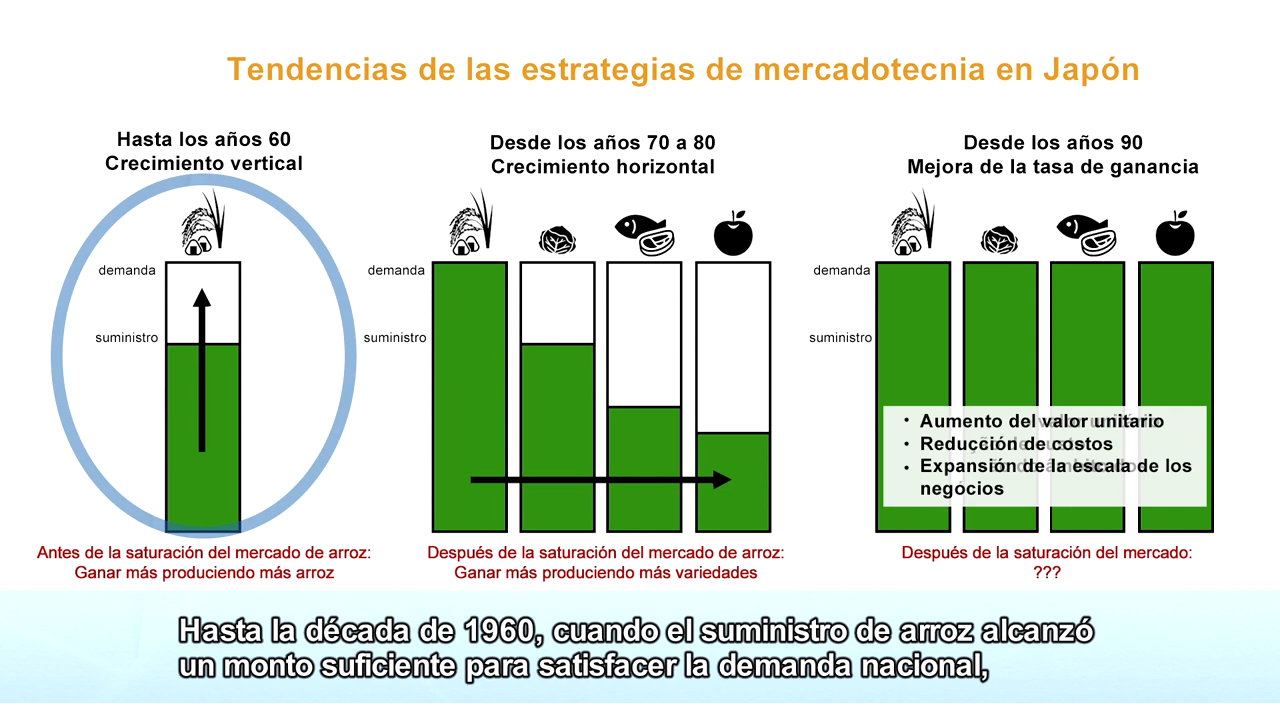 Tendencias de las estrategias de mercadotecnia en Japón
Hasta los años 60
Crecimiento vertical
demanda
suministro
Antes de la saturación del mercado de arroz:
Ganar más produciendo más arroz
Desde los años 70 a 80
Crecimiento horizontal
demanda
suministro
Después de la saturación del mercado de arroz:
Ganar más produciendo más variedades
Desde los años 90
Mejora de la tasa de ganancia
demanda
suministro
• Aumento del valor unitário
• Reducción de costos
• Expansión de la escala de los
negócios
Después de la saturación del mercado:
???
Hasta la década de 1960, cuando el suministro de arroz alcanzó
un monto suficiente para satisfacer la demanda nacional,